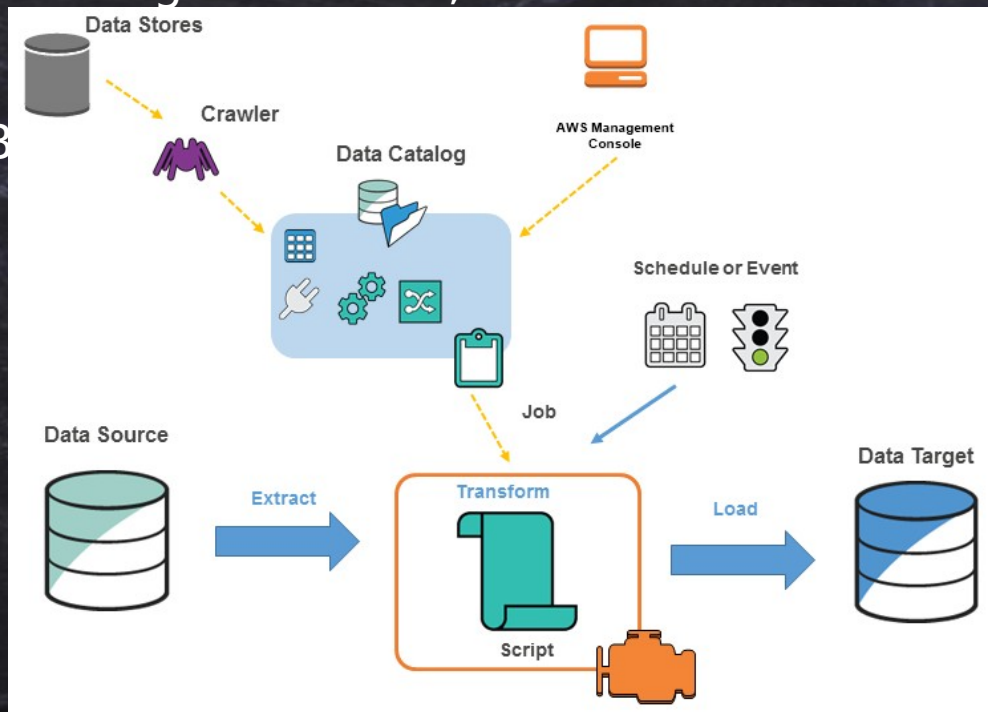 Data Stores
Crawler
AWS Management
Console
Data Catalog
Schedule or Event
Job
Data Source
Data Target
Extract
Transform
Load
Script